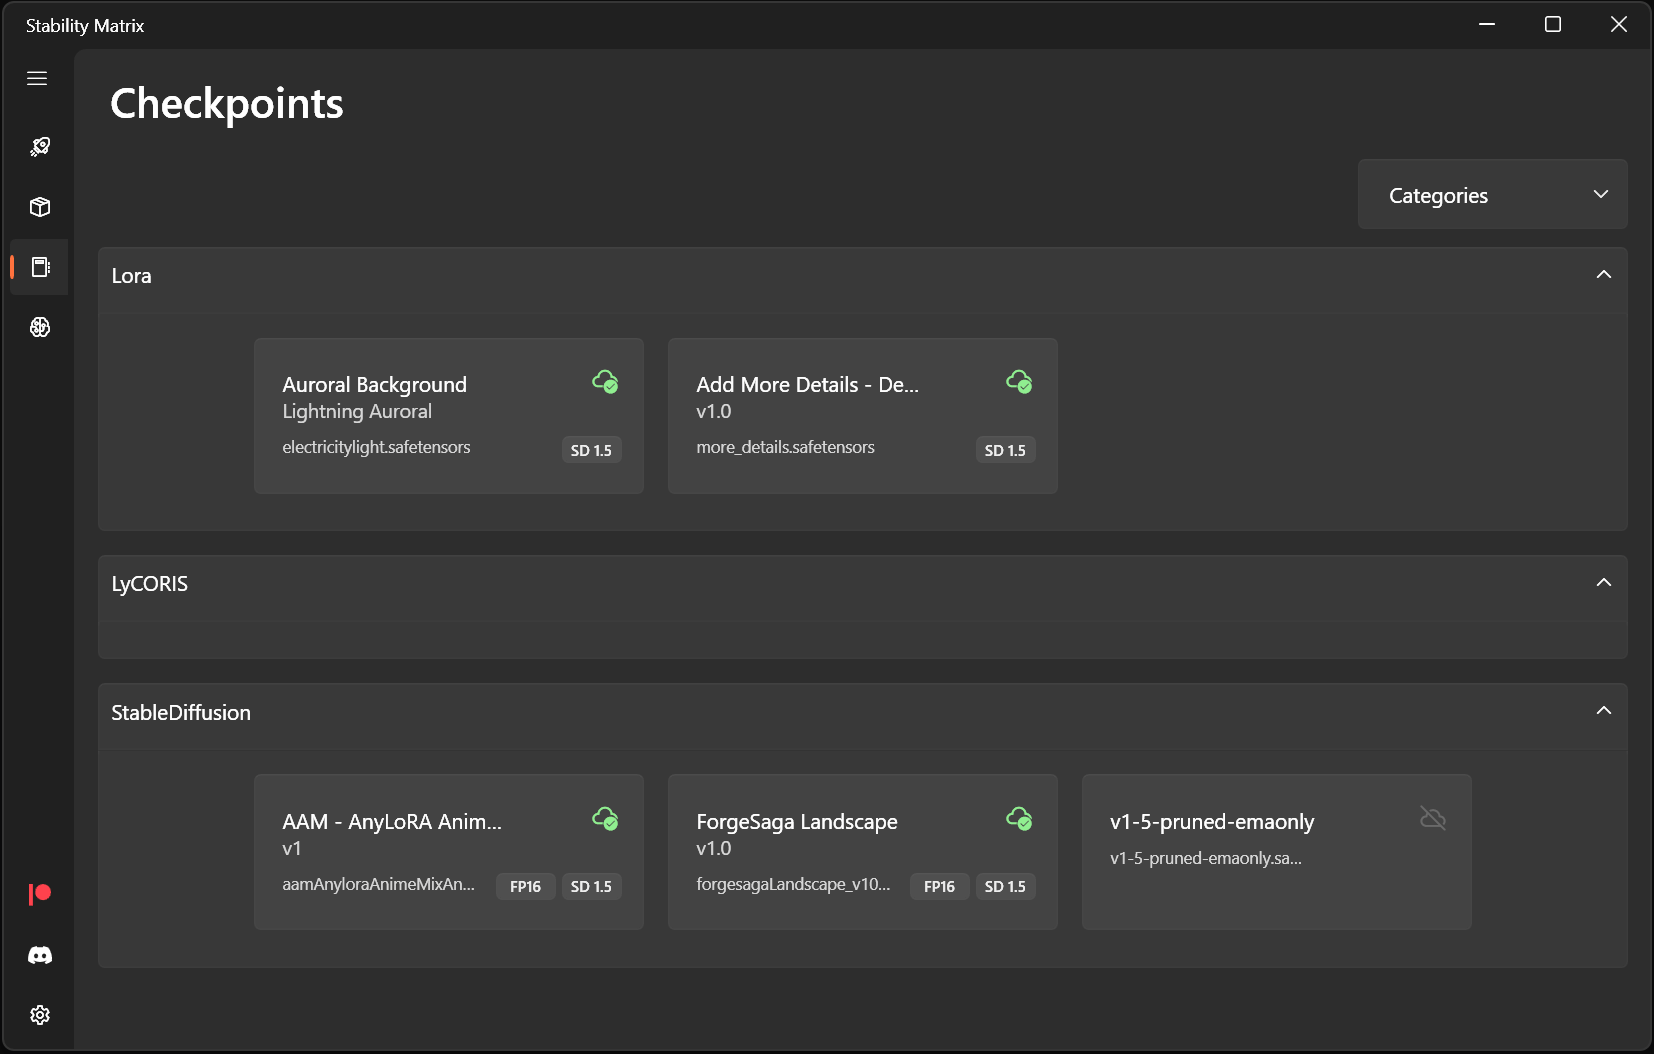 Stability Matrix
Checkpoints
Categories
Lora
Auroral Background
Lightning Auroral
electricitylight.safetensors
SD 1.5
Add More Details - De...
v1.0
more_details.safetensors
SD 1.5
LyCORIS
StableDiffusion
AAM - AnyLoRA Anim...
v1
aamAnyloraAnimeMixAn...
FP16
SD 1.5
ForgeSaga Landscape
v1.0
forgesagaLandscape_v10...
FP16
SD 1.5
v1-5-pruned-emaonly
v1-5-pruned-emaonly.sa...